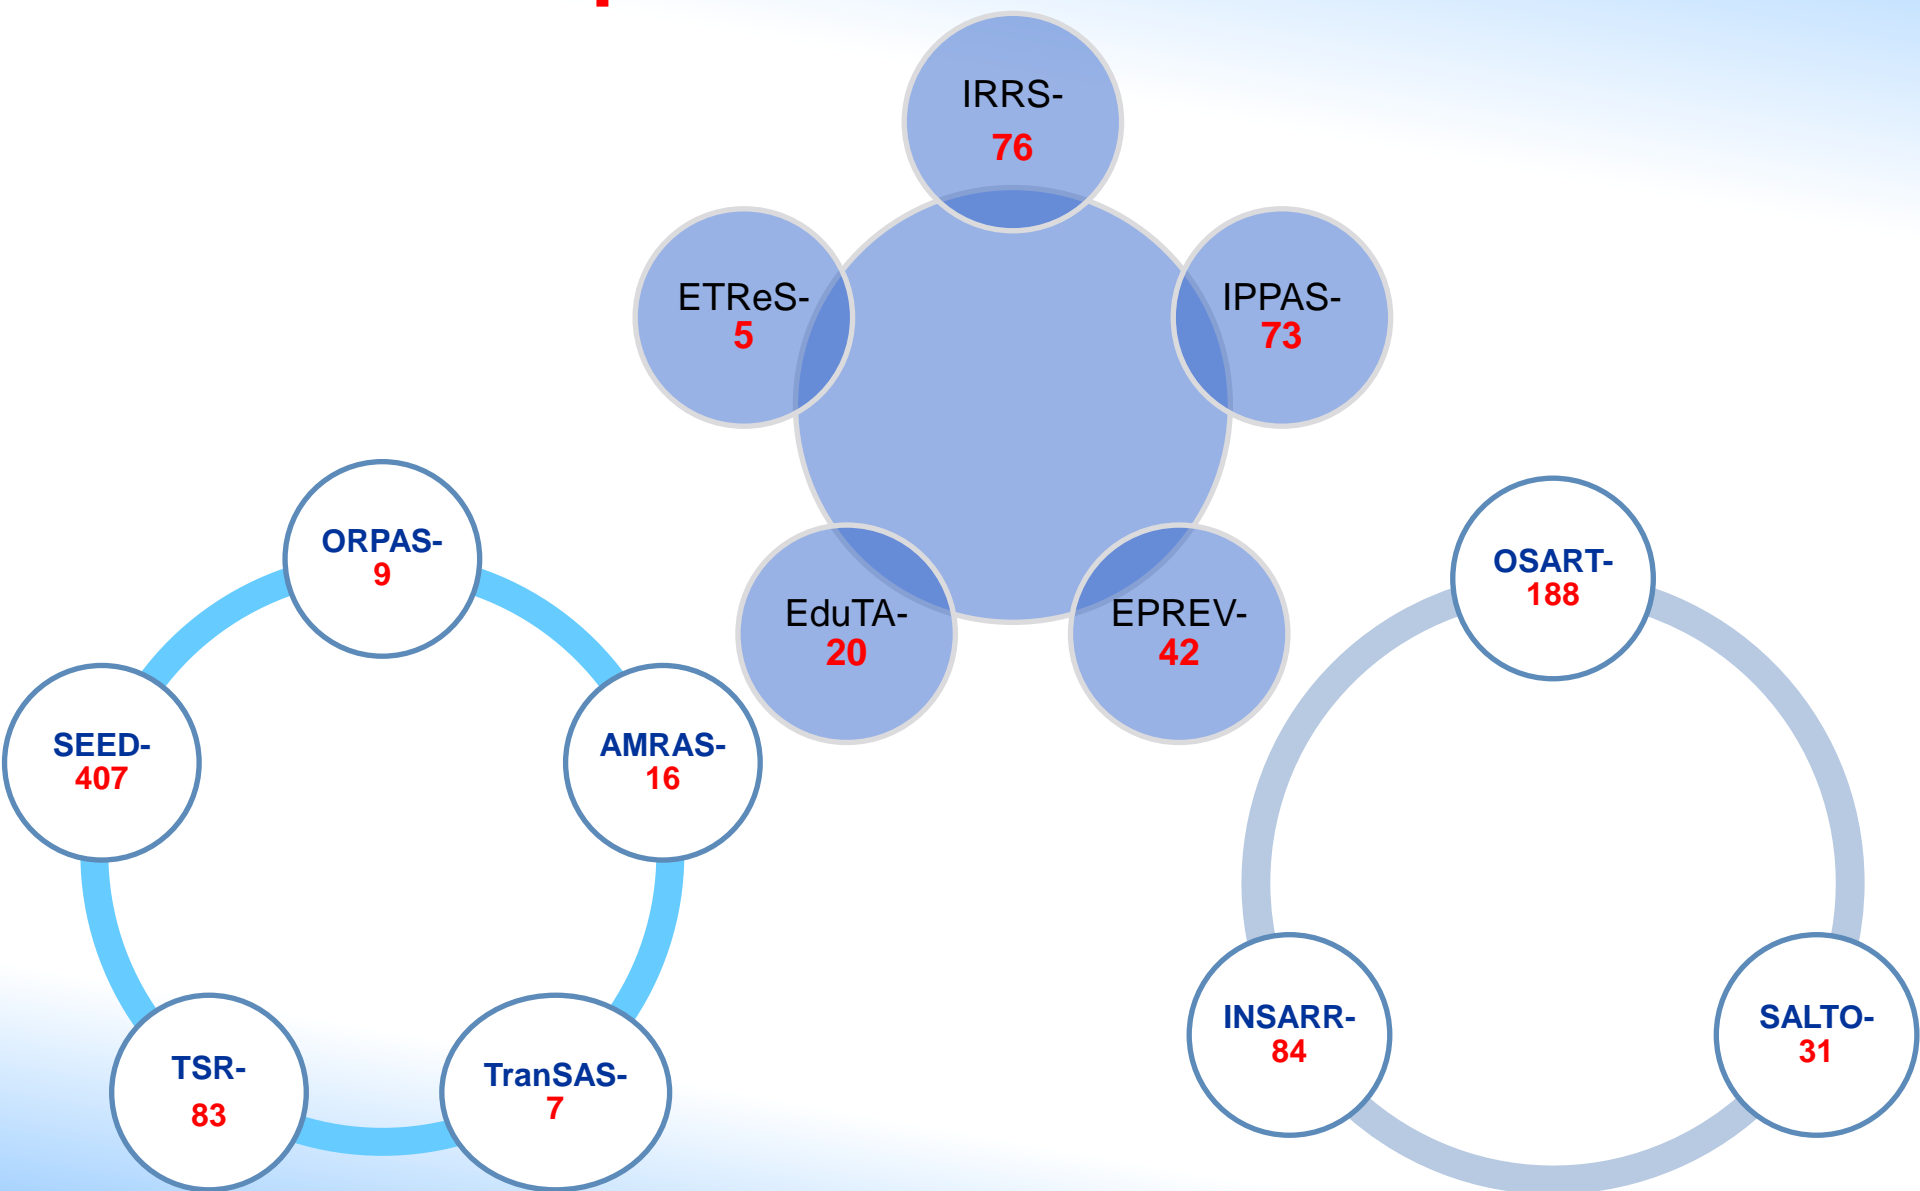 IRRS-
76
ETReS-
5
IPPAS-
73
EduTA-
20
EPREV-
42
ORPAS-
9
SEED-
407
AMRAS-
16
TSR-
83
TranSAS-
7
OSART-
188
INSARR-
84
SALTO-
31